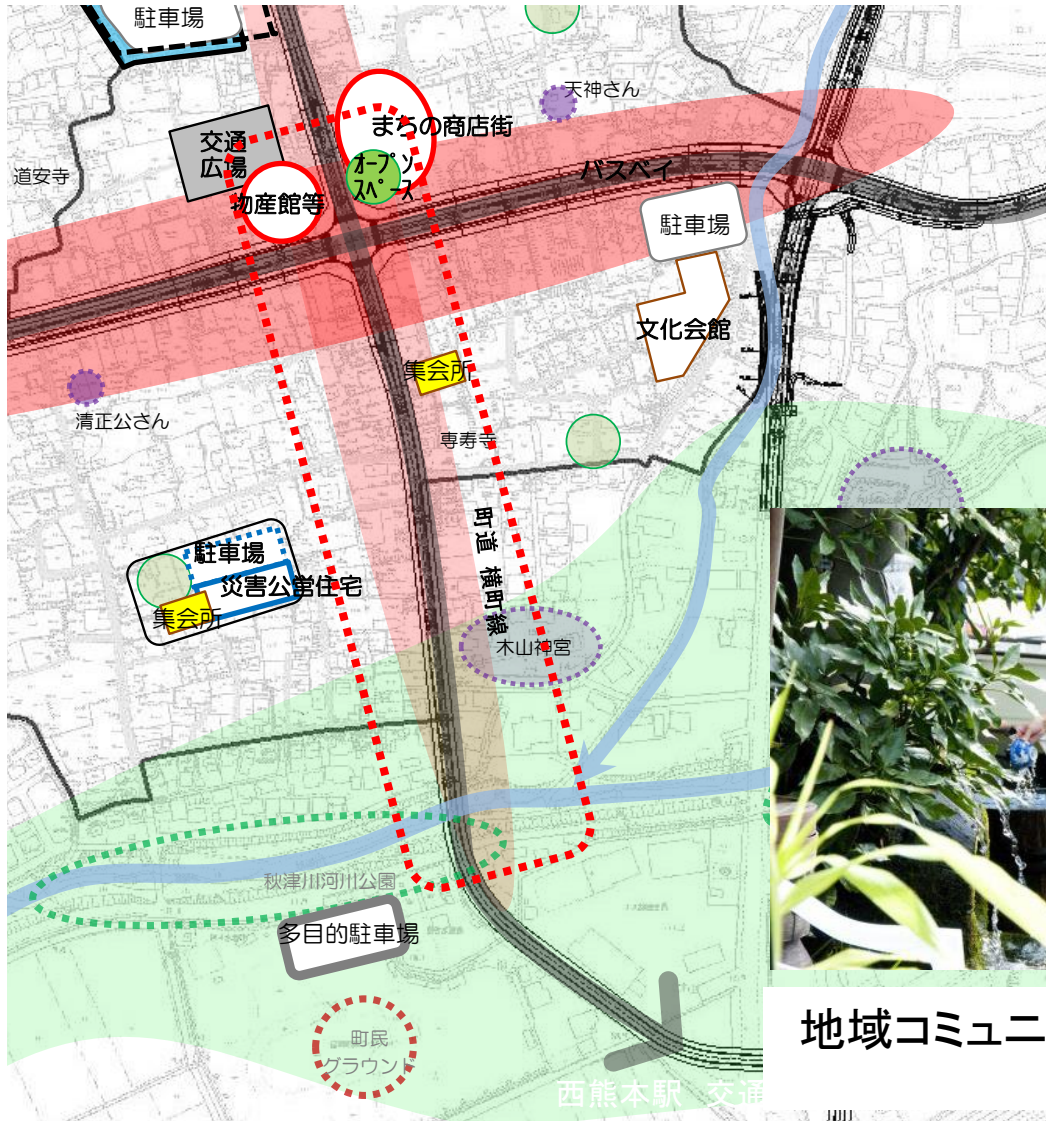 駐車場
天神さん
まちの商店街
交通
広場
オープン
スペース
バスベイ
道安寺
物産館等
駐車場
文化会館
集会所
清正公さん
専寿寺
町道 横町線
駐車場
災害公営住宅
集会所
木山神宮
秋津川河川公園
多目的駐車場
町民
グラウンド
地域コミュニ
西熊本駅 交通